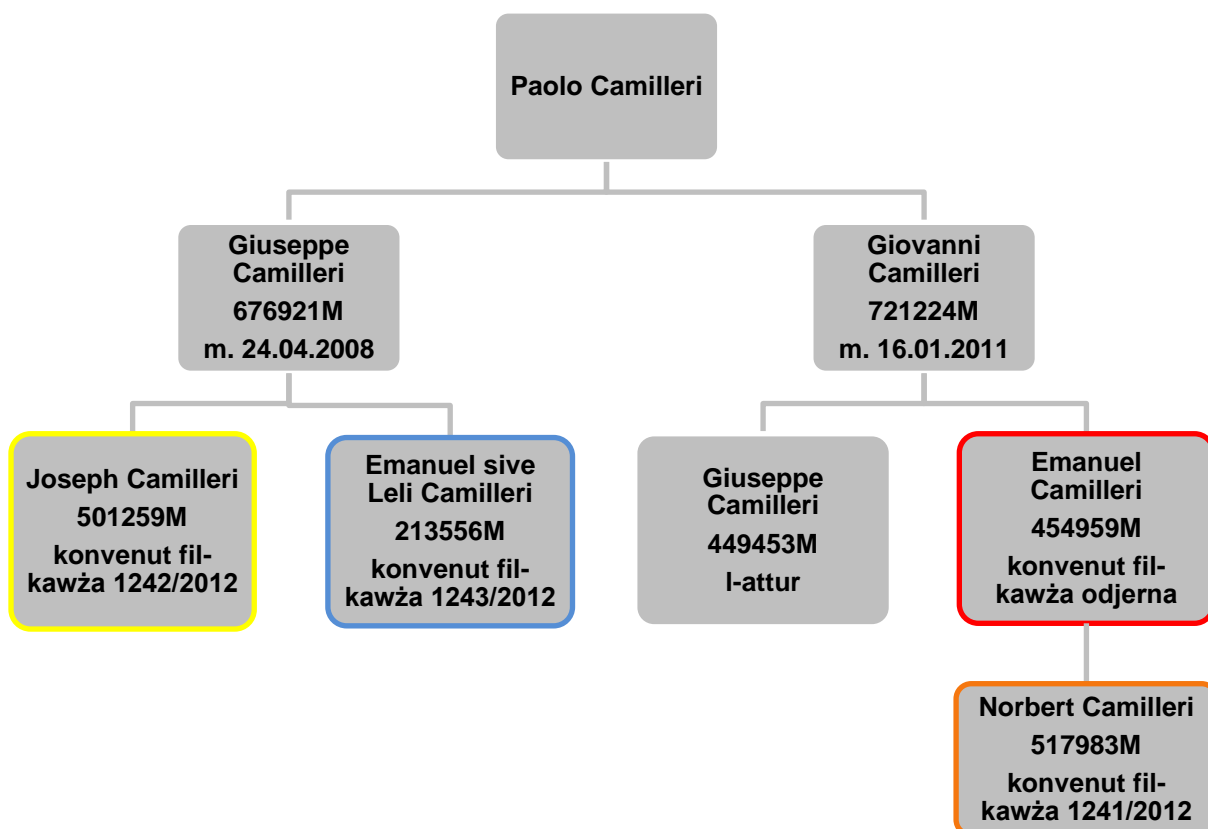 Paolo Camilleri
Giuseppe
Camilleri
676921M
m. 24.04.2008
Giovanni
Camilleri
721224M
m. 16.01.2011
Joseph Camilleri
501259M
konvenut fil-
kawża 1242/2012
Emanuel sive
Leli Camilleri
213556M
konvenut fil-
kawża 1243/2012
Giuseppe
Camilleri
449453M
l-attur
Emanuel
Camilleri
454959M
konvenut fil-
kawża odjerna
Norbert Camilleri
517983M
konvenut fil-
kawża 1241/2012